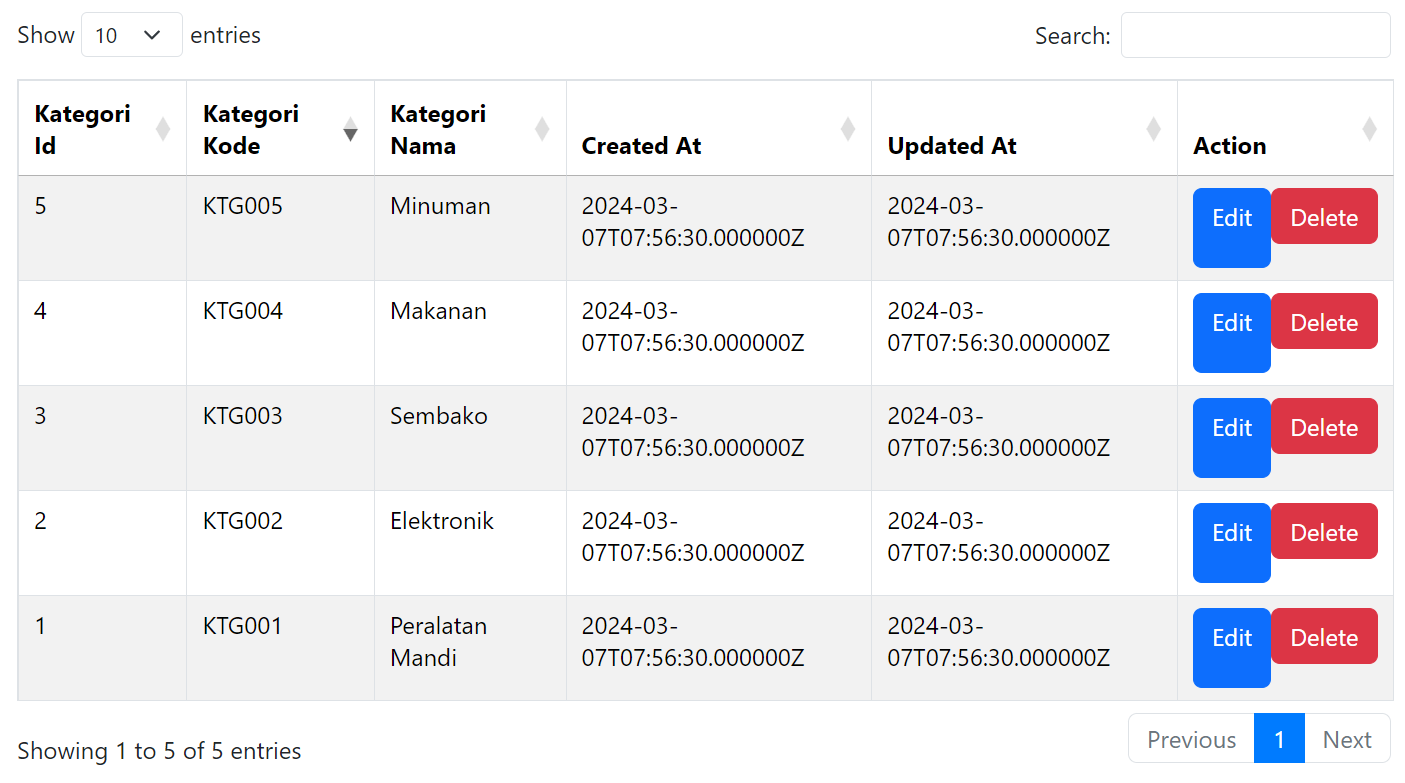 Show 10 entries Search:
Kategori Id Kategori Kode Kategori Nama Created At Updated At Action
5 KTG005 Minuman 2024-03-07T07:56:30.000000Z 2024-03-07T07:56:30.000000Z Edit Delete
4 KTG004 Makanan 2024-03-07T07:56:30.000000Z 2024-03-07T07:56:30.000000Z Edit Delete
3 KTG003 Sembako 2024-03-07T07:56:30.000000Z 2024-03-07T07:56:30.000000Z Edit Delete
2 KTG002 Elektronik 2024-03-07T07:56:30.000000Z 2024-03-07T07:56:30.000000Z Edit Delete
1 KTG001 Peralatan Mandi 2024-03-07T07:56:30.000000Z 2024-03-07T07:56:30.000000Z Edit Delete
Showing 1 to 5 of 5 entries Previous 1 Next